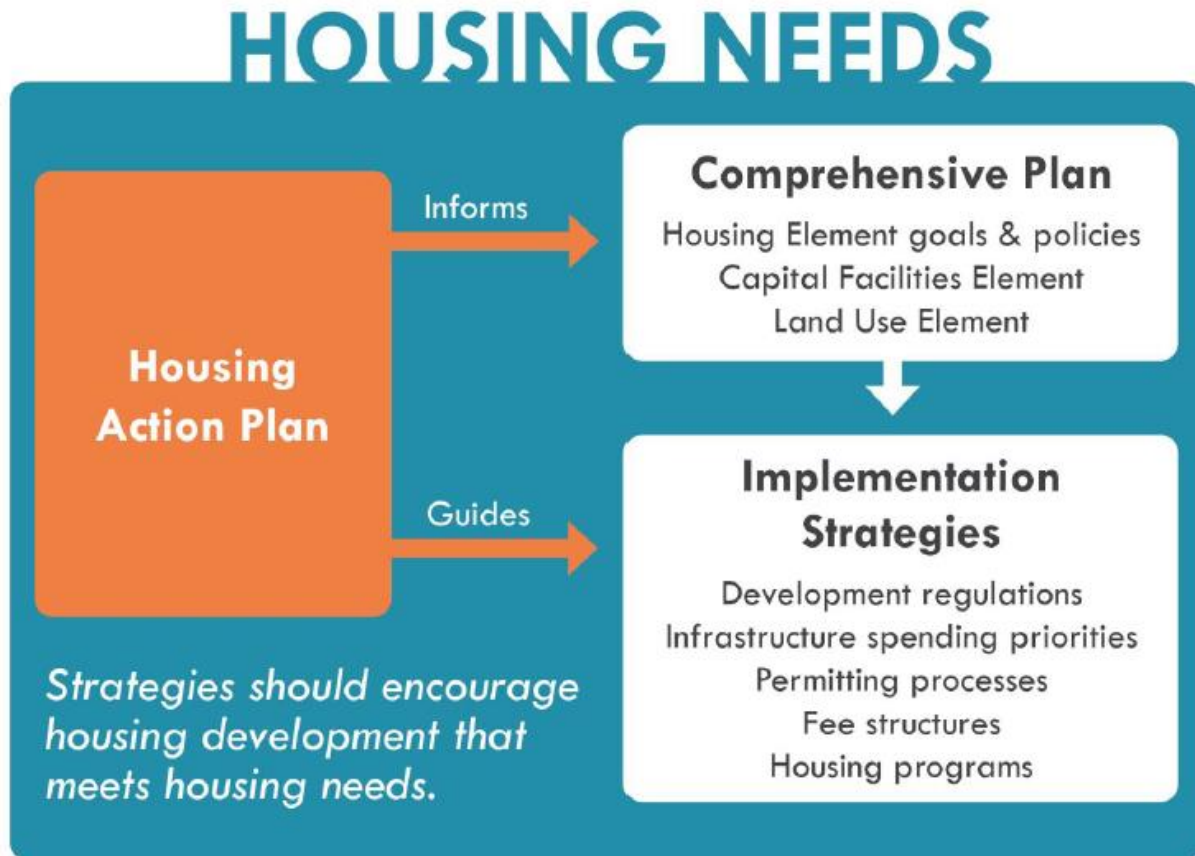 HOUSING NEEDS
Housing
Action Plan
Informs
Guides
Comprehensive Plan
Housing Element goals & policies
Capital Facilities Element
Land Use Element
Implementation
Strategies
Development regulations
Infrastructure spending priorities
Permitting processes
Fee structures
Housing programs
Strategies should encourage
housing development that
meets housing needs.